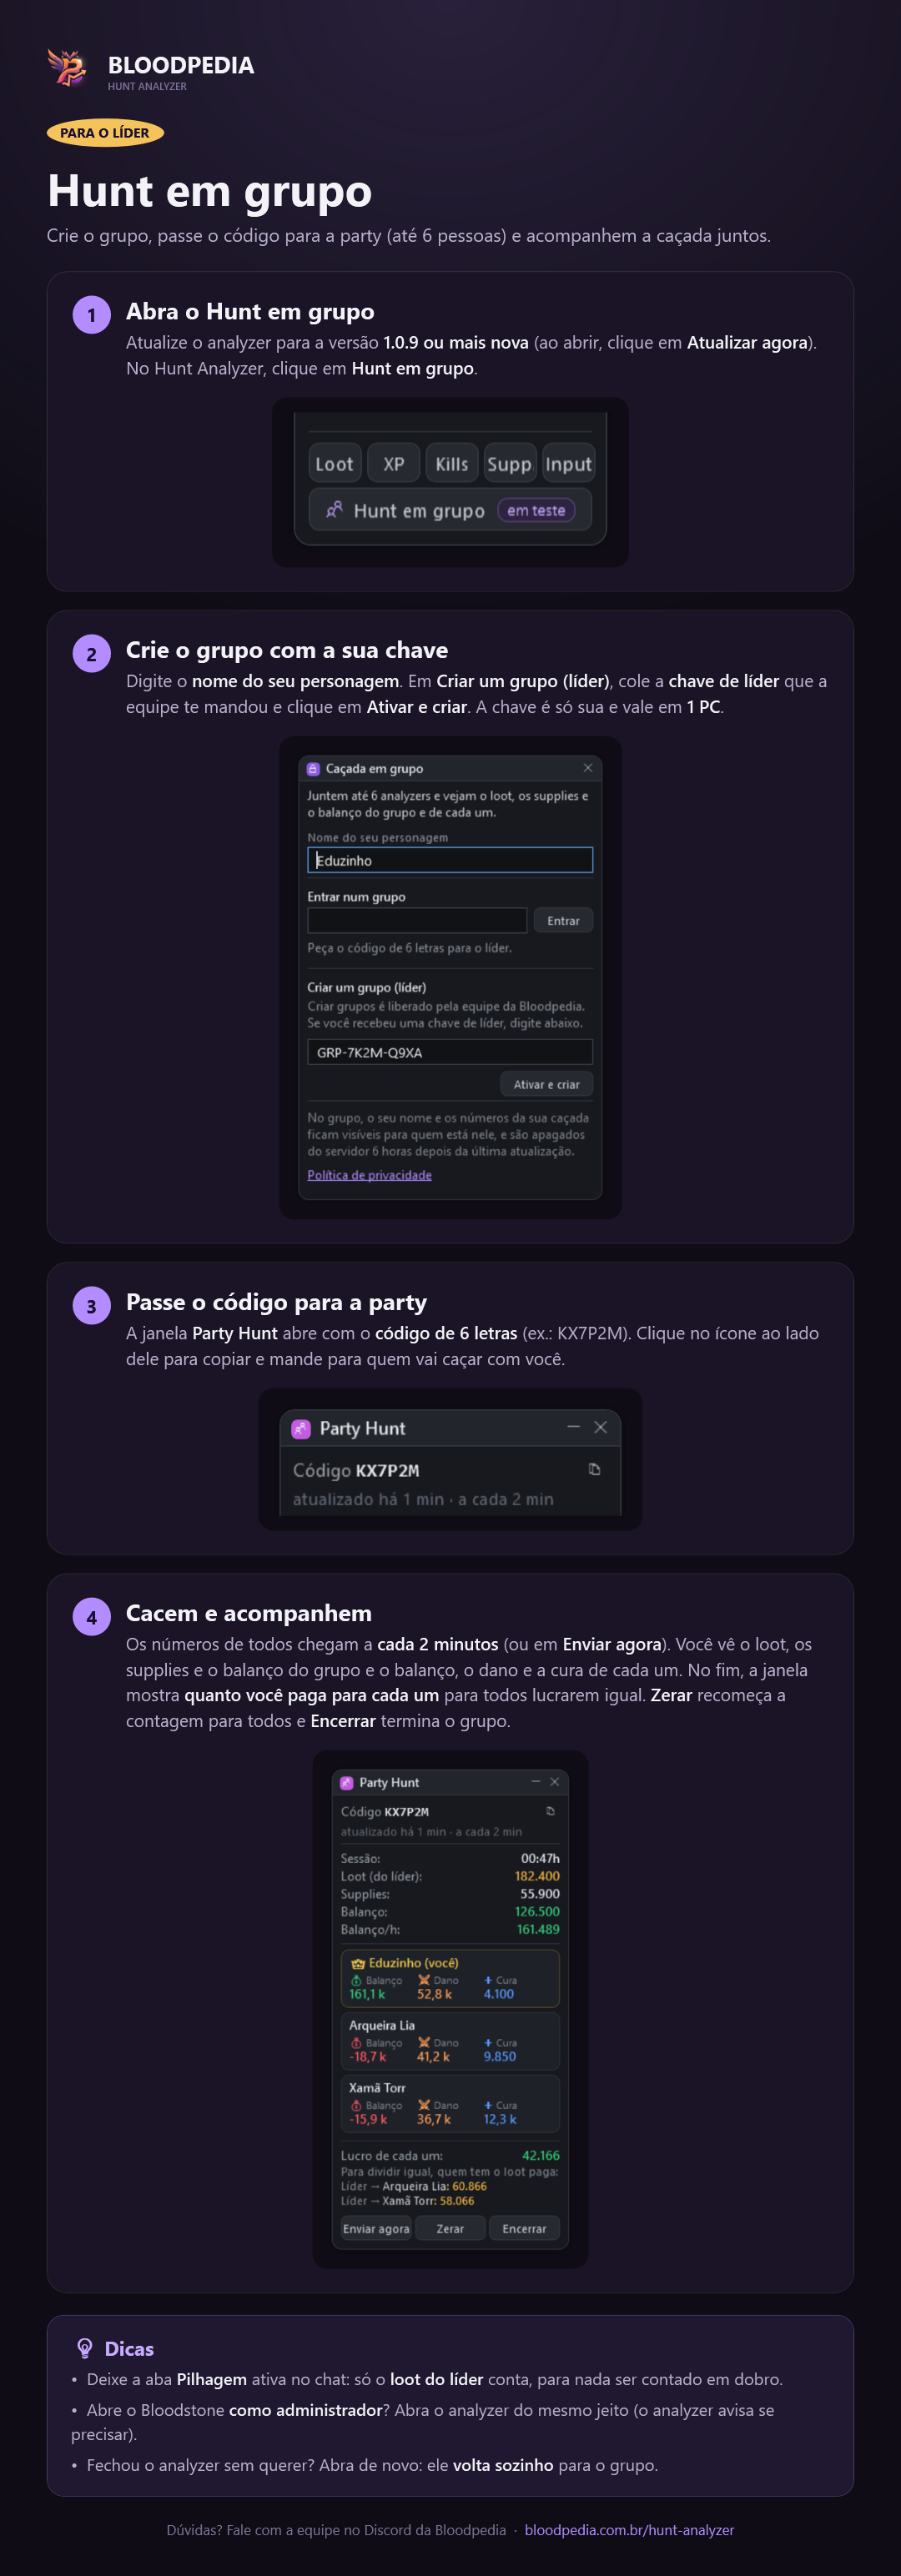 BLOODPEDIA
HUNT ANALYZER
PARA O LÍDER
Hunt em grupo
Crie o grupo, passe o código para a party (até 6 pessoas) e acompanhem a caçada juntos.
1
Abra o Hunt em grupo
Atualize o analyzer para a versão 1.0.9 ou mais nova (ao abrir, clique em Atualizar agora).
No Hunt Analyzer, clique em Hunt em grupo.
Loot XP Kills Supp Input
Hunt em grupo em teste
2
Crie o grupo com a sua chave
Digite o nome do seu personagem. Em Criar um grupo (líder), cole a chave de líder que a
equipe te mandou e clique em Ativar e criar. A chave é só sua e vale em 1 PC.
Caçada em grupo
Juntem até 6 analyzers e vejam o loot, os supplies e
o balanço do grupo e de cada um.
Nome do seu personagem
Eduzinho
Entrar num grupo
Entrar
Peça o código de 6 letras para o líder.
Criar um grupo (líder)
Criar grupos é liberado pela equipe da Bloodpedia.
Se você recebeu uma chave de líder, digite abaixo.
GRP-7K2M-Q9XA
Ativar e criar
No grupo, o seu nome e os números da sua caçada
ficam visíveis para quem está nele, e são apagados
do servidor 6 horas depois da última atualização.
Política de privacidade
3
Passe o código para a party
A janela Party Hunt abre com o código de 6 letras (ex.: KX7P2M). Clique no ícone ao lado
dele para copiar e mande para quem vai caçar com você.
Party Hunt
Código KX7P2M
atualizado há 1 min · a cada 2 min
4
Cacem e acompanhem
Os números de todos chegam a cada 2 minutos (ou em Enviar agora). Você vê o loot, os
supplies e o balanço do grupo e o balanço, o dano e a cura de cada um. No fim, a janela
mostra quanto você paga para cada um para todos lucrarem igual. Zerar recomeça a
contagem para todos e Encerrar termina o grupo.
Party Hunt
Código KX7P2M
atualizado há 1 min · a cada 2 min
Sessão: 00:47h
Loot (do líder): 182.400
Supplies: 55.900
Balanço: 126.500
Balanço/h: 161.489
Eduzinho (você)
Balanço Dano Cura
161,1 k 52,8 k 4.100
Arqueira Lia
Balanço Dano Cura
-18,7 k 41,2 k 9.850
Xamã Torr
Balanço Dano Cura
-15,9 k 36,7 k 12,3 k
Lucro de cada um: 42.166
Para dividir igual, quem tem o loot paga:
Líder → Arqueira Lia: 60.866
Líder → Xamã Torr: 58.066
Enviar agora Zerar Encerrar
Dicas
• Deixe a aba Pilhagem ativa no chat: só o loot do líder conta, para nada ser contado em dobro.
• Abre o Bloodstone como administrador? Abra o analyzer do mesmo jeito (o analyzer avisa se
precisar).
• Fechou o analyzer sem querer? Abra de novo: ele volta sozinho para o grupo.
Dúvidas? Fale com a equipe no Discord da Bloodpedia · bloodpedia.com.br/hunt-analyzer